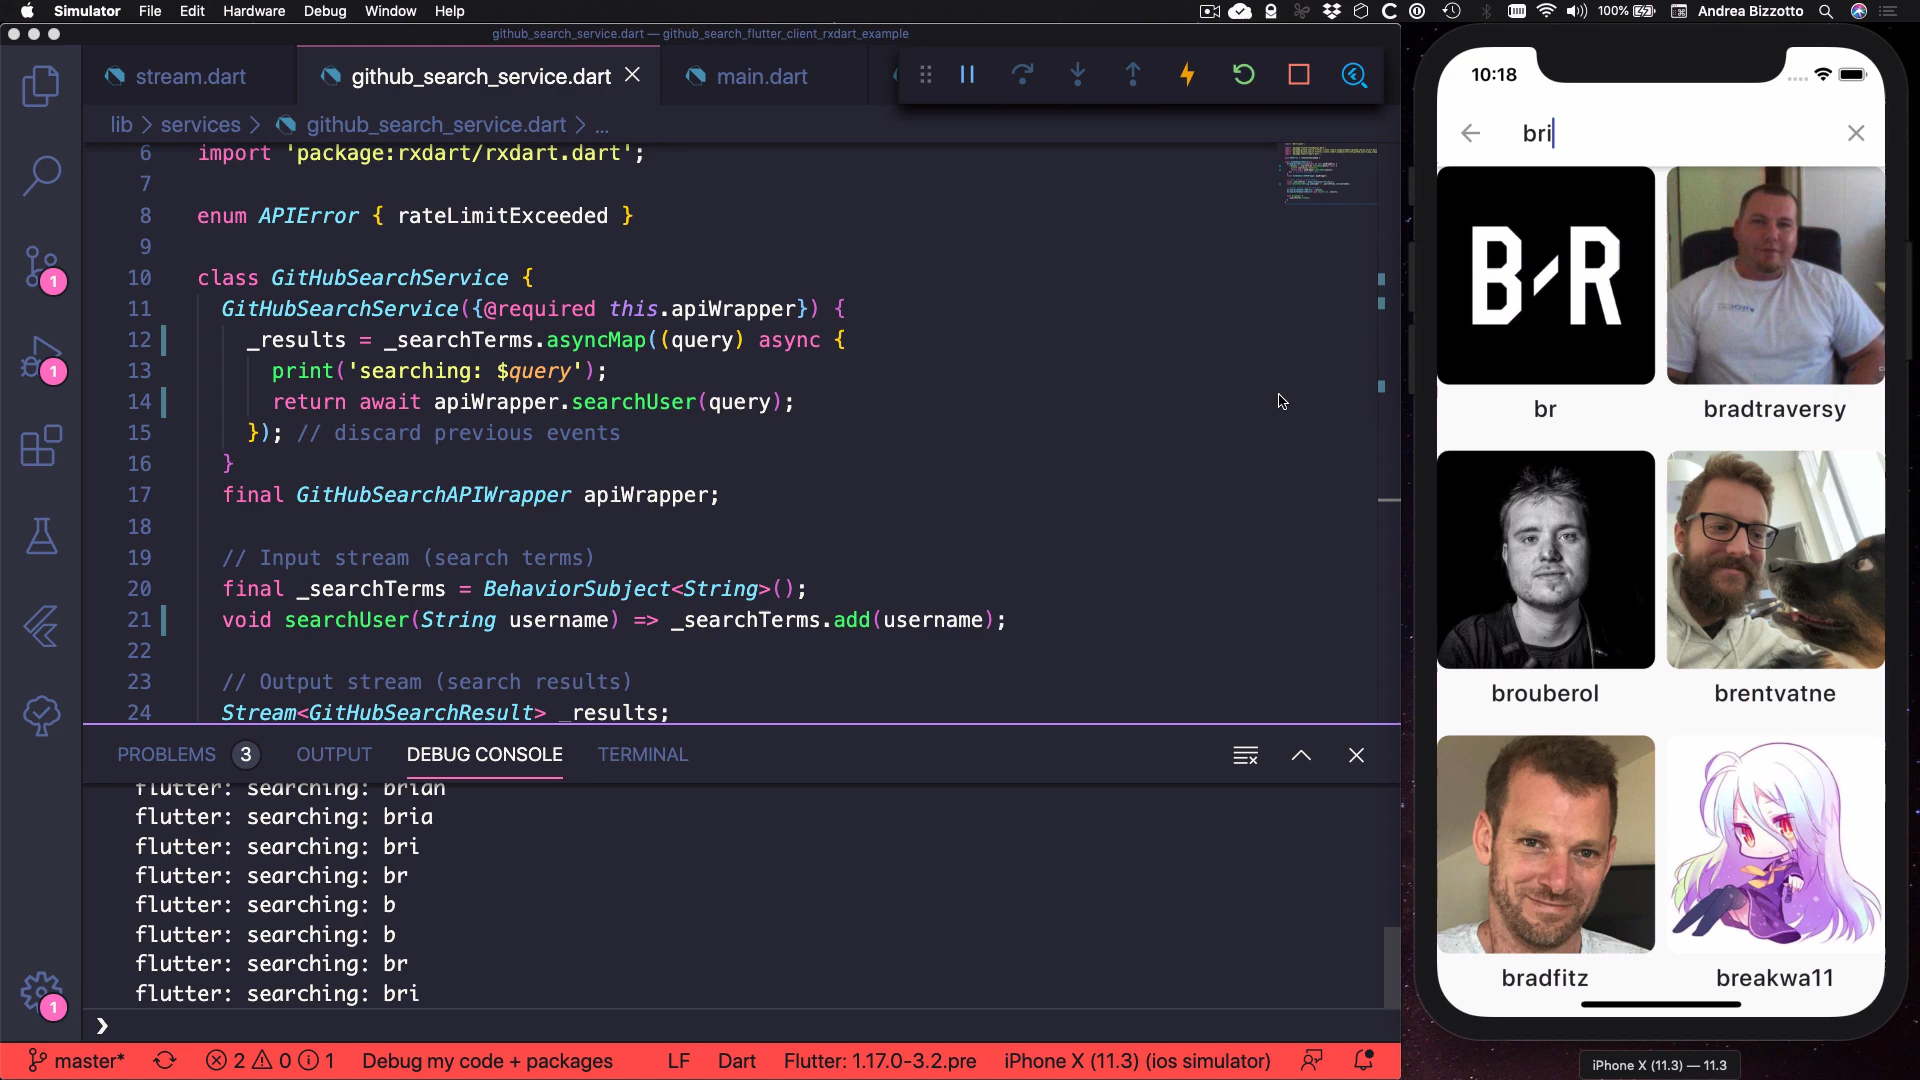 Simulator File Edit Hardware Debug Window Help
100% Andrea Bizzotto
github_search_service.dart — github_search_flutter_client_rxdart_example
stream.dart
github_search_service.dart
main.dart
lib > services > github_search_service.dart > ...
6 import 'package:rxdart/rxdart.dart';
7
8 enum APIError { rateLimitExceeded }
9
10 class GitHubSearchService {
11 GitHubSearchService({@required this.apiWrapper}) {
12 _results = _searchTerms.asyncMap((query) async {
13 print('searching: $query');
14 return await apiWrapper.searchUser(query);
15 }); // discard previous events
16 }
17 final GitHubSearchAPIWrapper apiWrapper;
18
19 // Input stream (search terms)
20 final _searchTerms = BehaviorSubject<String>();
21 void searchUser(String username) => _searchTerms.add(username);
22
23 // Output stream (search results)
24 Stream<GitHubSearchResult> _results;
1
1
1
PROBLEMS 3 OUTPUT DEBUG CONSOLE TERMINAL
flutter: searching: brian
flutter: searching: bria
flutter: searching: bri
flutter: searching: br
flutter: searching: b
flutter: searching: b
flutter: searching: br
flutter: searching: bri
master* 2 0 1 Debug my code + packages LF Dart Flutter: 1.17.0-3.2.pre iPhone X (11.3) (ios simulator)
10:18
bri
B-R
br
bradtraversy
brouberol
brentvatne
bradfitz
breakwa11
iPhone X (11.3) — 11.3